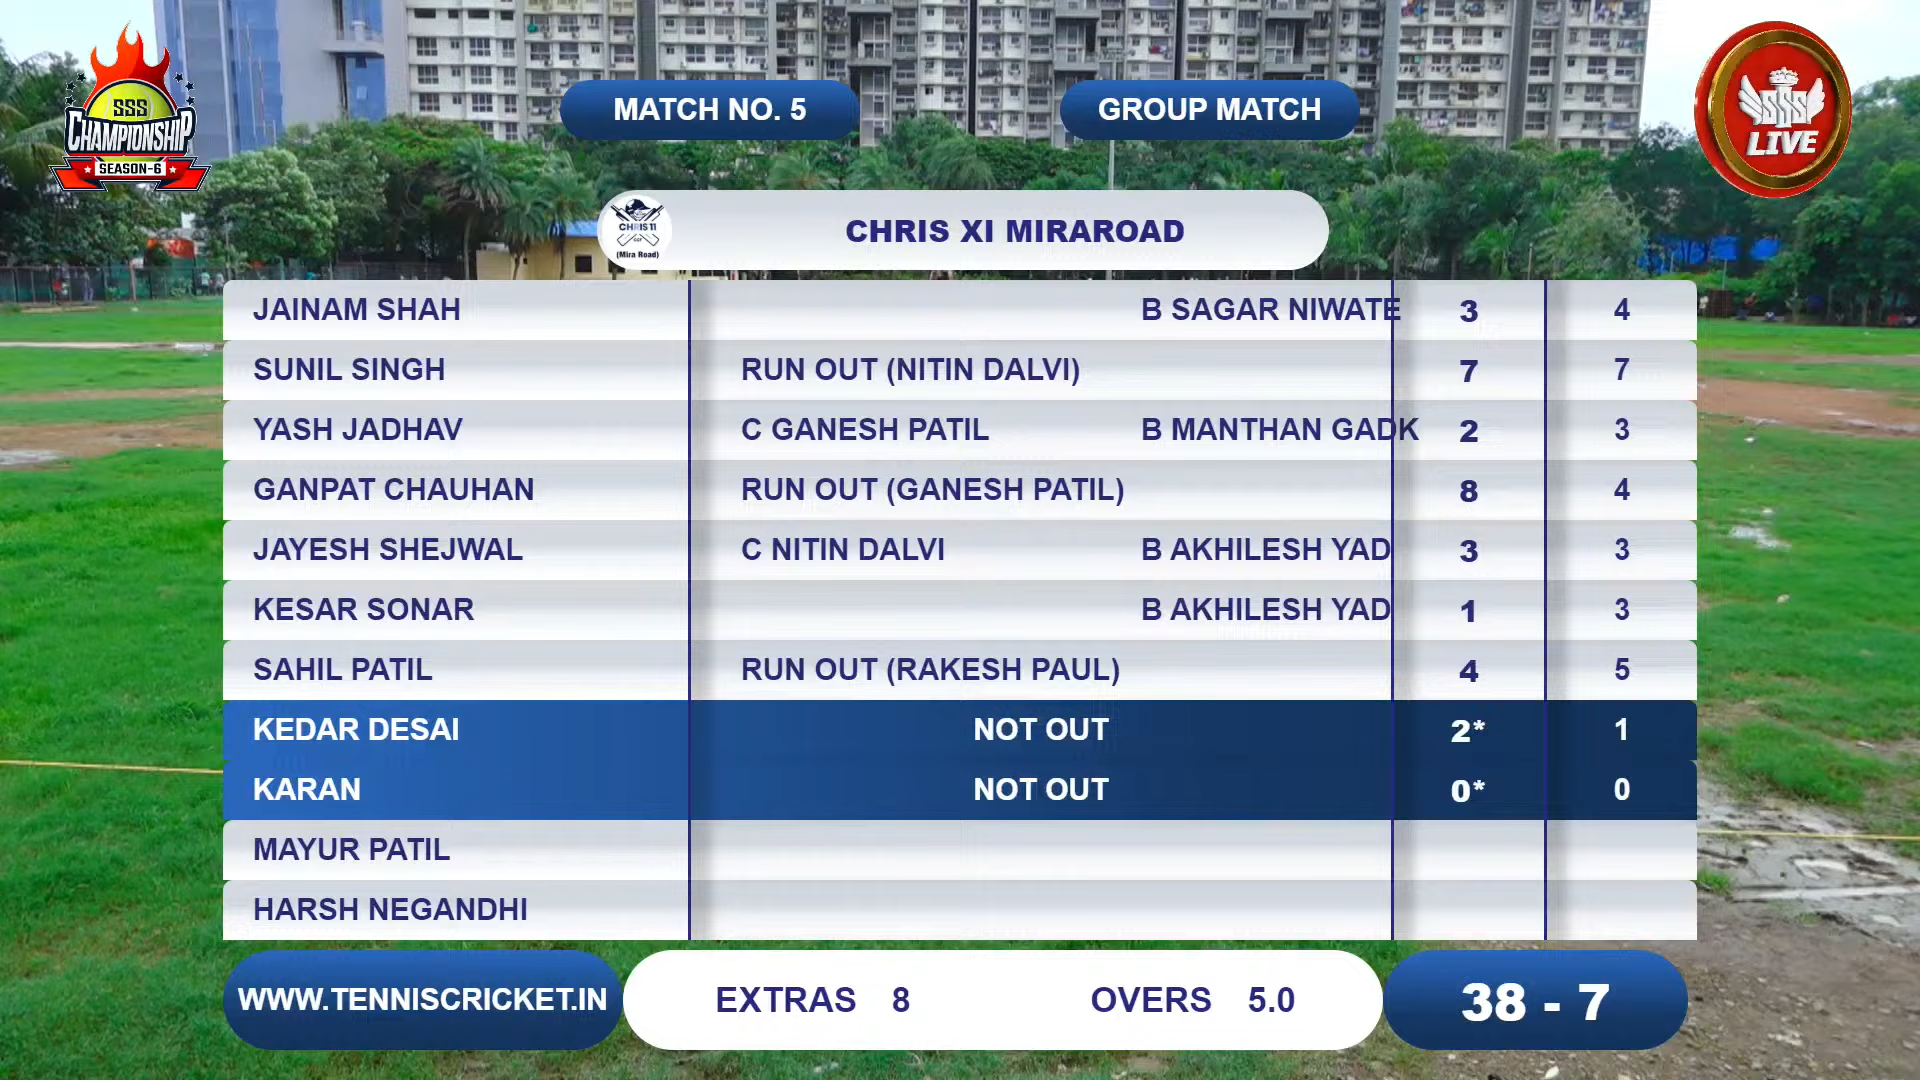 SSS
CHAMPIONSHIP
SEASON-6
MATCH NO. 5
GROUP MATCH
SSS
LIVE
CHRIS 11
(Mira Road)
CHRIS XI MIRAROAD
JAINAM SHAH B SAGAR NIWATE 3 4
SUNIL SINGH RUN OUT (NITIN DALVI) 7 7
YASH JADHAV C GANESH PATIL B MANTHAN GADK 2 3
GANPAT CHAUHAN RUN OUT (GANESH PATIL) 8 4
JAYESH SHEJWAL C NITIN DALVI B AKHILESH YAD 3 3
KESAR SONAR B AKHILESH YAD 1 3
SAHIL PATIL RUN OUT (RAKESH PAUL) 4 5
KEDAR DESAI NOT OUT 2* 1
KARAN NOT OUT 0* 0
MAYUR PATIL
HARSH NEGANDHI
WWW.TENNISCRICKET.IN EXTRAS 8 OVERS 5.0 38 - 7